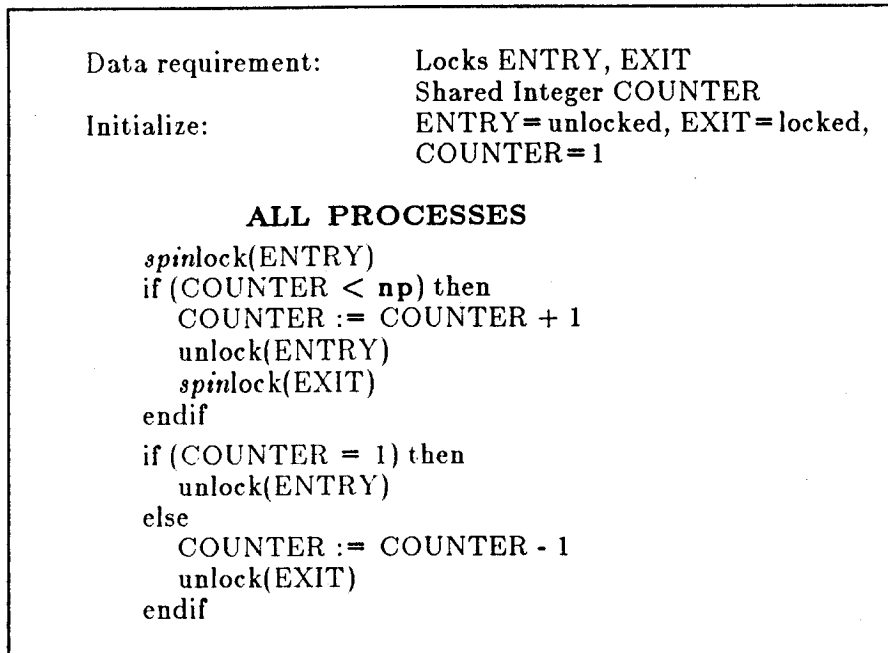 Data requirement: Locks ENTRY, EXIT
Shared Integer COUNTER
Initialize: ENTRY=unlocked, EXIT=locked,
COUNTER=1
ALL PROCESSES
spinlock(ENTRY)
if (COUNTER < np) then
COUNTER := COUNTER + 1
unlock(ENTRY)
spinlock(EXIT)
endif
if (COUNTER = 1) then
unlock(ENTRY)
else
COUNTER := COUNTER - 1
unlock(EXIT)
endif